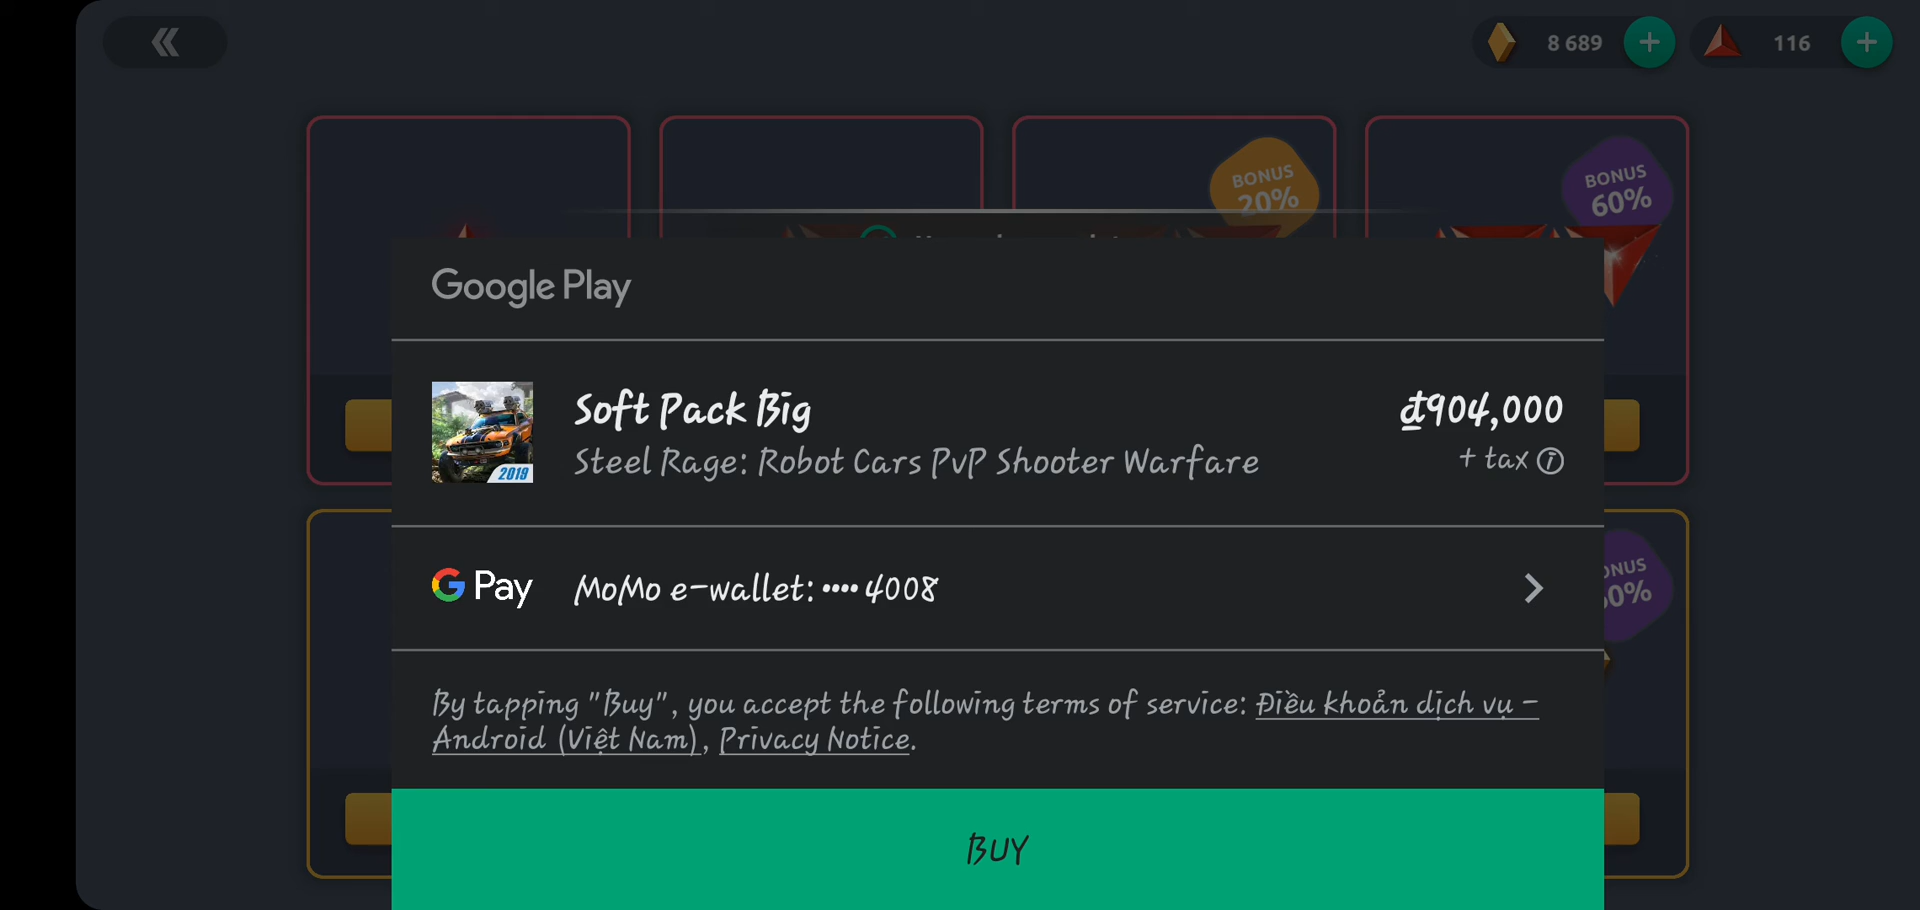 8 689 + 116 +
BONUS
20%
BONUS
60%
Google Play
Soft Pack Big
₫904,000
Steel Rage: Robot Cars PvP Shooter Warfare
+ tax
2019
G Pay MoMo e-wallet: •••• 4008
By tapping "Buy", you accept the following terms of service: Điều khoản dịch vụ –
Android (Việt Nam), Privacy Notice.
BUY